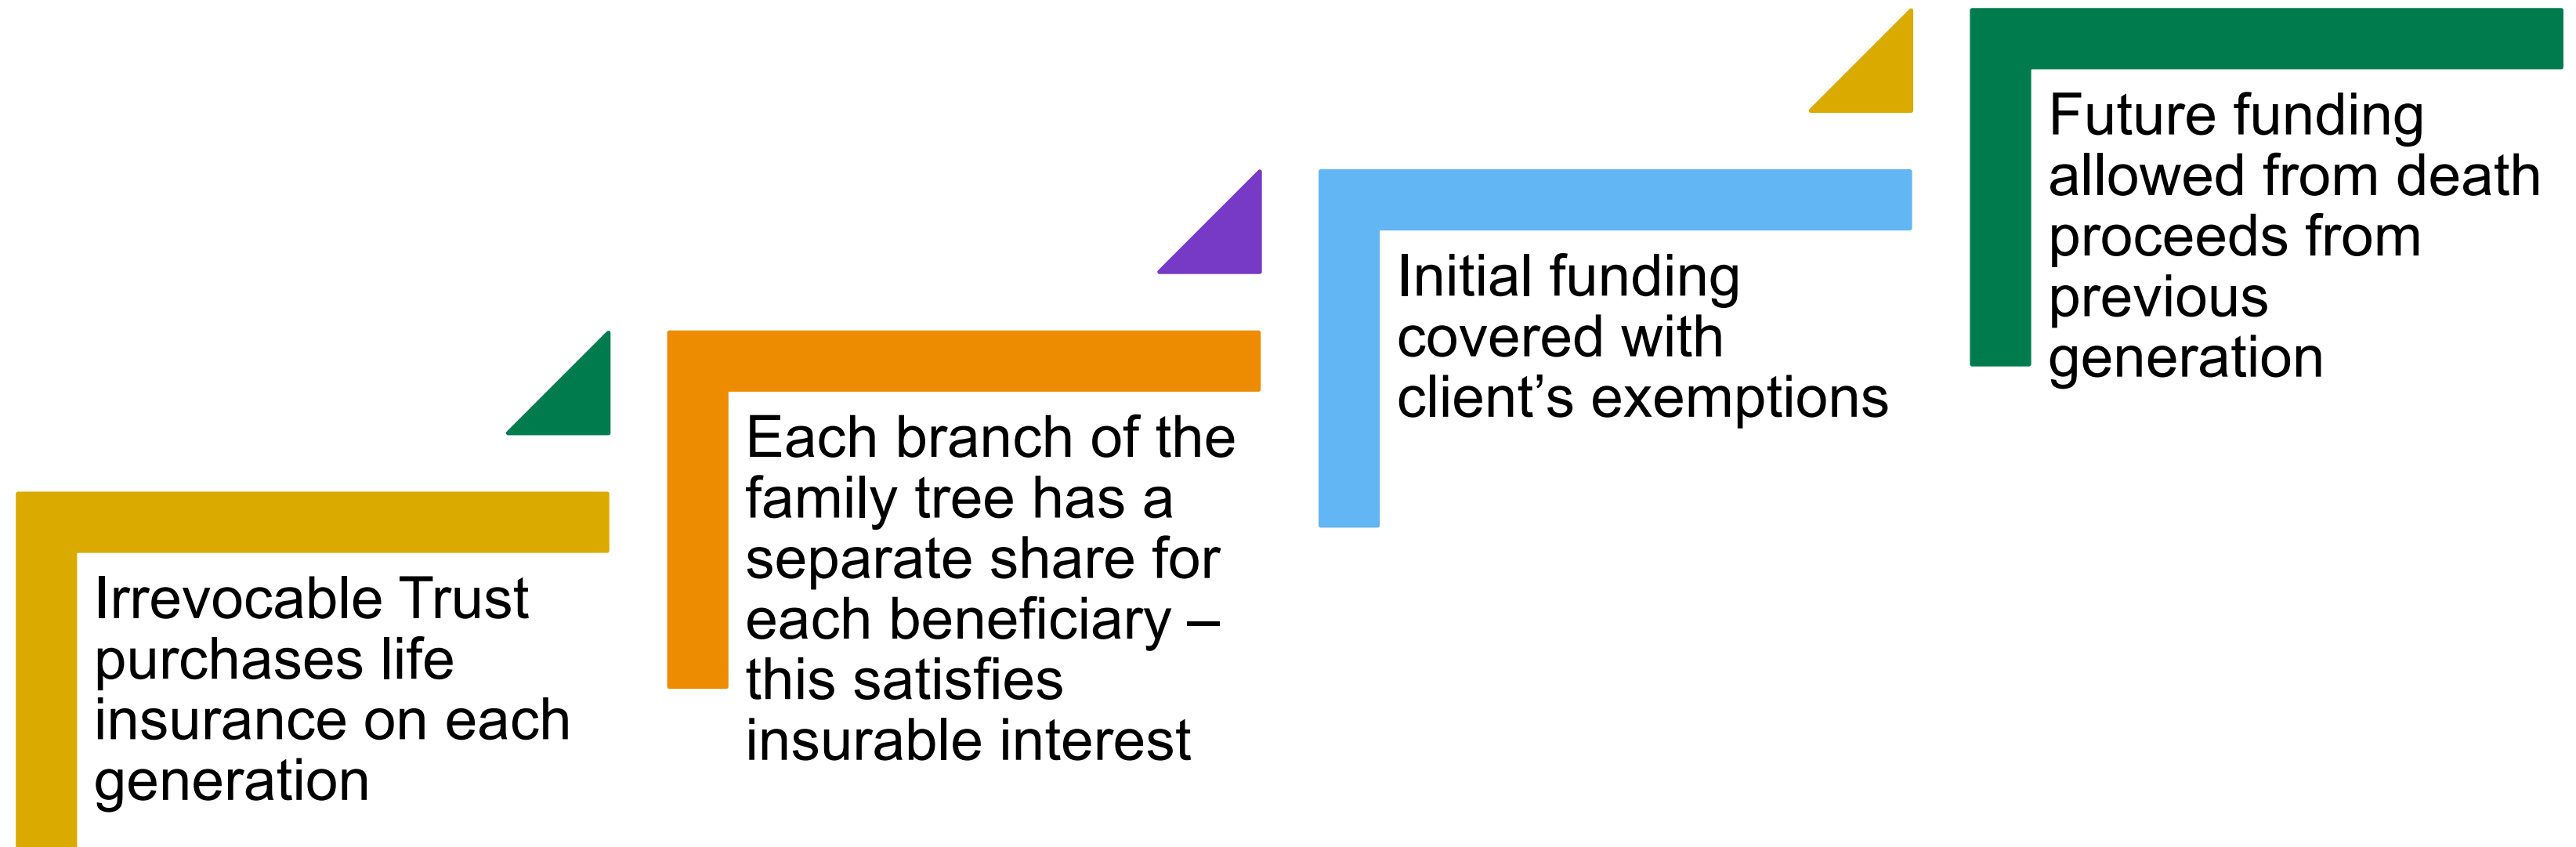 Irrevocable Trust
purchases life
insurance on each
generation
Each branch of the
family tree has a
separate share for
each beneficiary –
this satisfies
insurable interest
Initial funding
covered with
client’s exemptions
Future funding
allowed from death
proceeds from
previous
generation